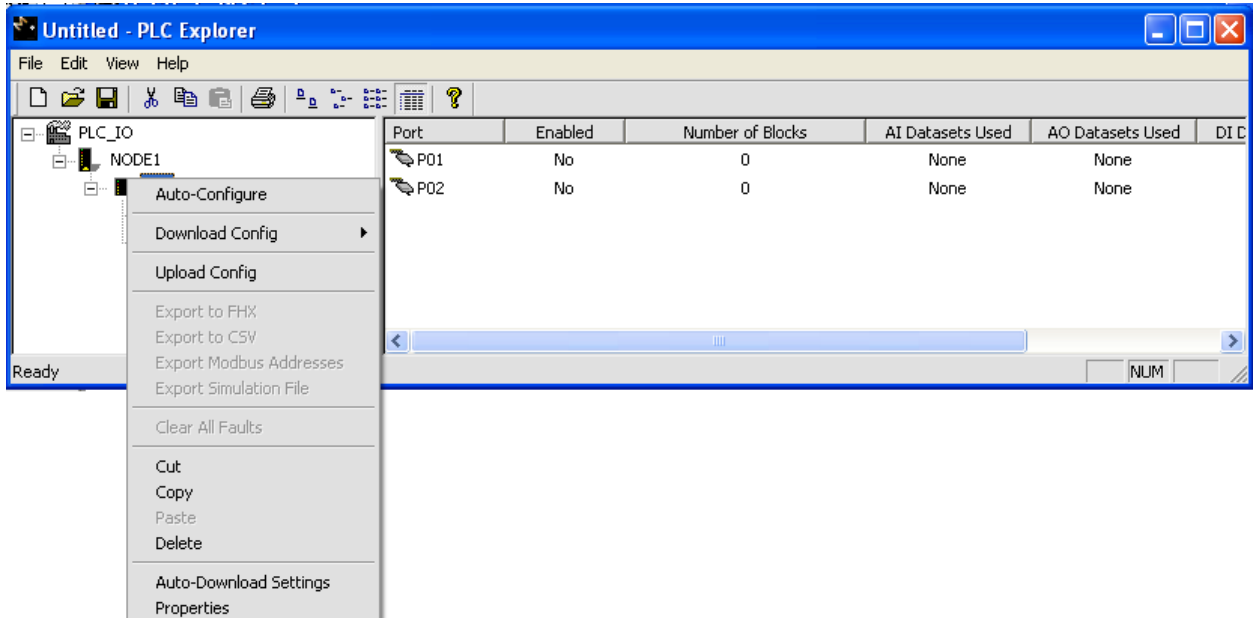 Untitled - PLC Explorer
File Edit View Help
PLC_IO
NODE1
Port Enabled Number of Blocks AI Datasets Used AO Datasets Used DI D
P01 No 0 None None
P02 No 0 None None
Auto-Configure
Download Config
Upload Config
Export to FHX
Export to CSV
Export Modbus Addresses
Export Simulation File
Clear All Faults
Cut
Copy
Paste
Delete
Auto-Download Settings
Properties
Ready NUM